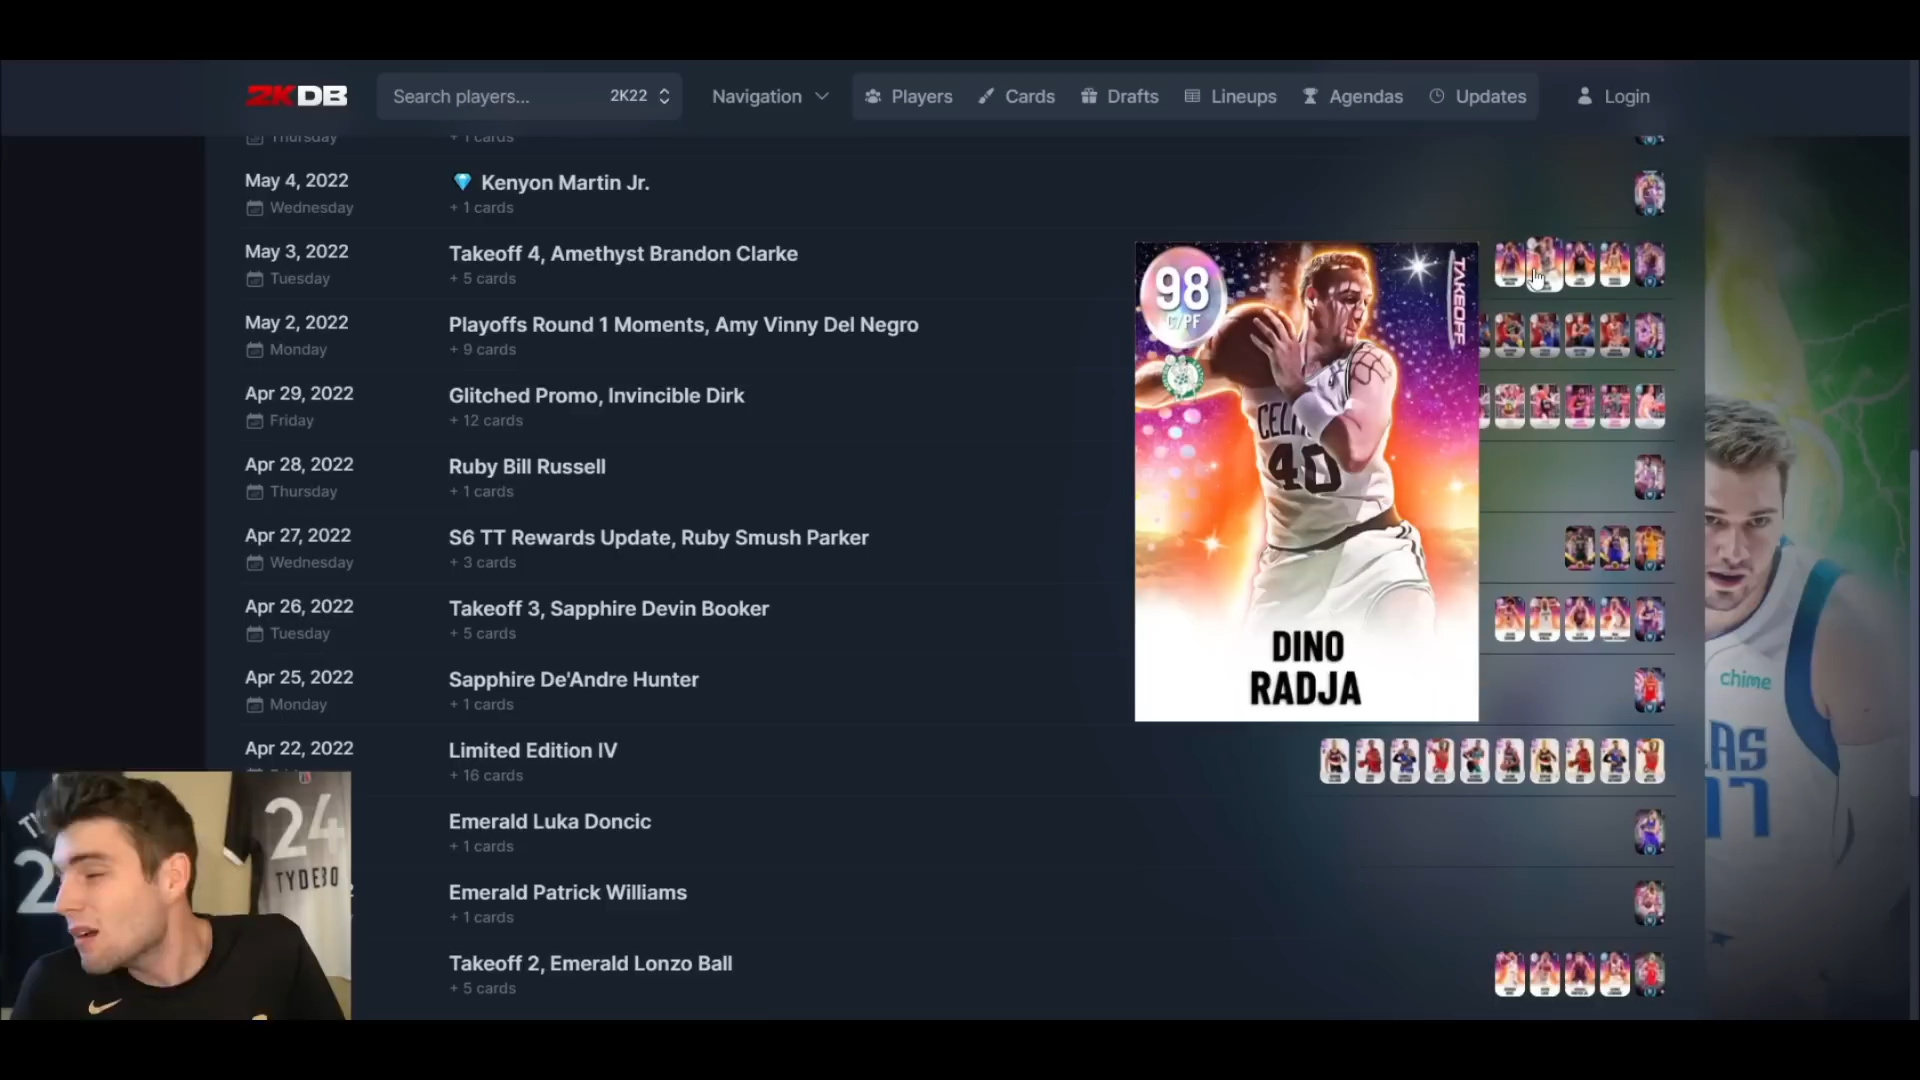 2KDB
Search players...
2K22
Navigation
Players
Cards
Drafts
Lineups
Agendas
Updates
Login
Thursday
+ 1 cards
May 4, 2022
Wednesday
Kenyon Martin Jr.
+ 1 cards
May 3, 2022
Tuesday
Takeoff 4, Amethyst Brandon Clarke
+ 5 cards
May 2, 2022
Monday
Playoffs Round 1 Moments, Amy Vinny Del Negro
+ 9 cards
Apr 29, 2022
Friday
Glitched Promo, Invincible Dirk
+ 12 cards
Apr 28, 2022
Thursday
Ruby Bill Russell
+ 1 cards
Apr 27, 2022
Wednesday
S6 TT Rewards Update, Ruby Smush Parker
+ 3 cards
Apr 26, 2022
Tuesday
Takeoff 3, Sapphire Devin Booker
+ 5 cards
Apr 25, 2022
Monday
Sapphire De'Andre Hunter
+ 1 cards
Apr 22, 2022
Limited Edition IV
+ 16 cards
Emerald Luka Doncic
+ 1 cards
Emerald Patrick Williams
+ 1 cards
Takeoff 2, Emerald Lonzo Ball
+ 5 cards
98
C/PF
TAKEOFF
40
DINO
RADJA
chime
24
TYDEBO